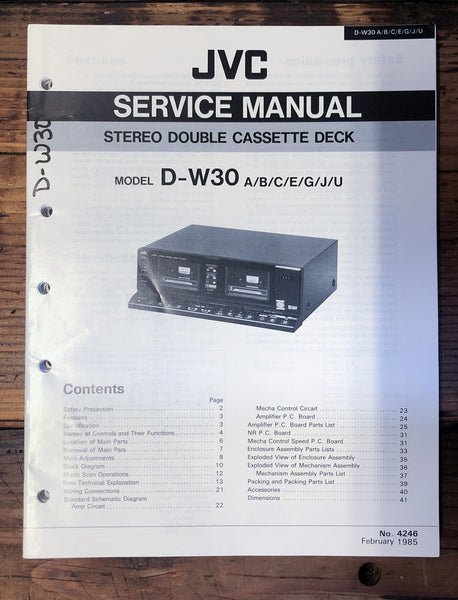 D-W30 A/B/C/E/G/J/U
JVC
SERVICE MANUAL
STEREO DOUBLE CASSETTE DECK
D-W30
MODEL D-W30 A/B/C/E/G/J/U
Contents
Page
Safety Precaution 2
Features 3
Specification 3
Names of Controls and Their Functions 4
Location of Main Parts 6
Removal of Main Parts 7
Main Adjustments 8
Block Diagram 10
Music Scan Operations 12
New Technical Explanation 13
Wiring Connections 21
Standard Schematic Diagram
Amp Circuit 22
Mecha Control Circait 23
Amplifier P.C. Board 24
Amplifier P.C. Board Parts List 25
NR P.C. Board 31
Mecha Control Speed P.C. Board 31
Enclosure Assembly Parts Lists 33
Exploded View of Enclosure Assembly 35
Exploded View of Mechanism Assembly 36
Mechanism Assembly Parts List 37
Packing and Packing Parts List 39
Accessories 40
Dimensions 41
No. 4246
February 1985